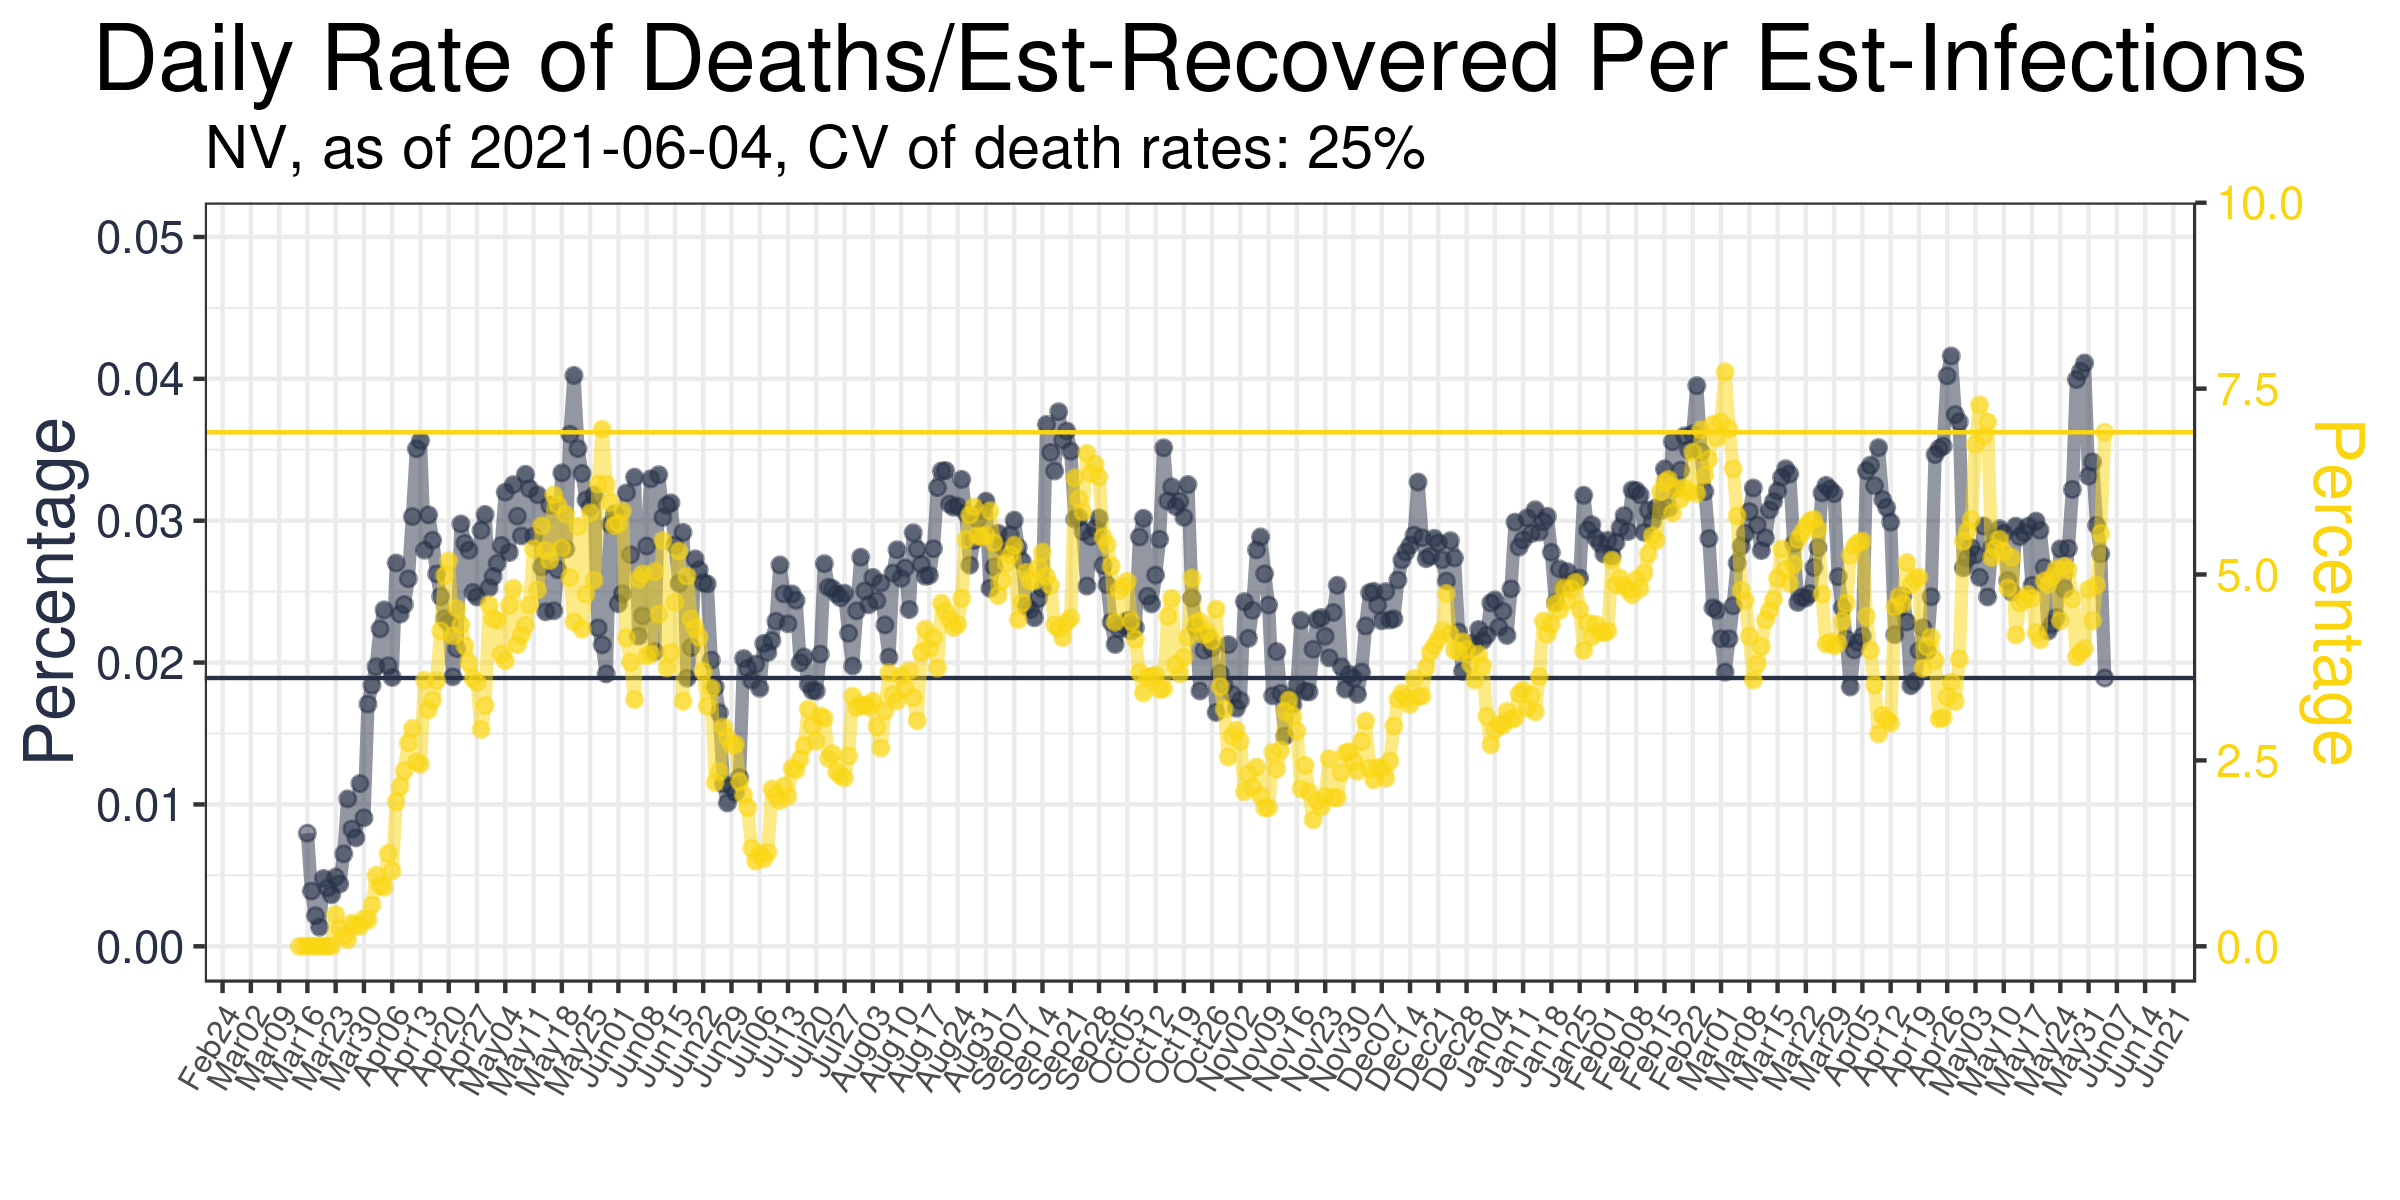 Daily Rate of Deaths/Est-Recovered Per Est-Infections
NV, as of 2021-06-04, CV of death rates: 25%
Percentage
0.05
0.04
0.03
0.02
0.01
0.00
10.0
7.5
5.0
2.5
0.0
Percentage
Feb24
Mar02
Mar09
Mar16
Mar23
Mar30
Apr06
Apr13
Apr20
Apr27
May04
May11
May18
May25
Jun01
Jun08
Jun15
Jun22
Jun29
Jul06
Jul13
Jul20
Jul27
Aug03
Aug10
Aug17
Aug24
Aug31
Sep07
Sep14
Sep21
Sep28
Oct05
Oct12
Oct19
Oct26
Nov02
Nov09
Nov16
Nov23
Nov30
Dec07
Dec14
Dec21
Dec28
Jan04
Jan11
Jan18
Jan25
Feb01
Feb08
Feb15
Feb22
Mar01
Mar08
Mar15
Mar22
Mar29
Apr05
Apr12
Apr19
Apr26
May03
May10
May17
May24
May31
Jun07
Jun14
Jun21